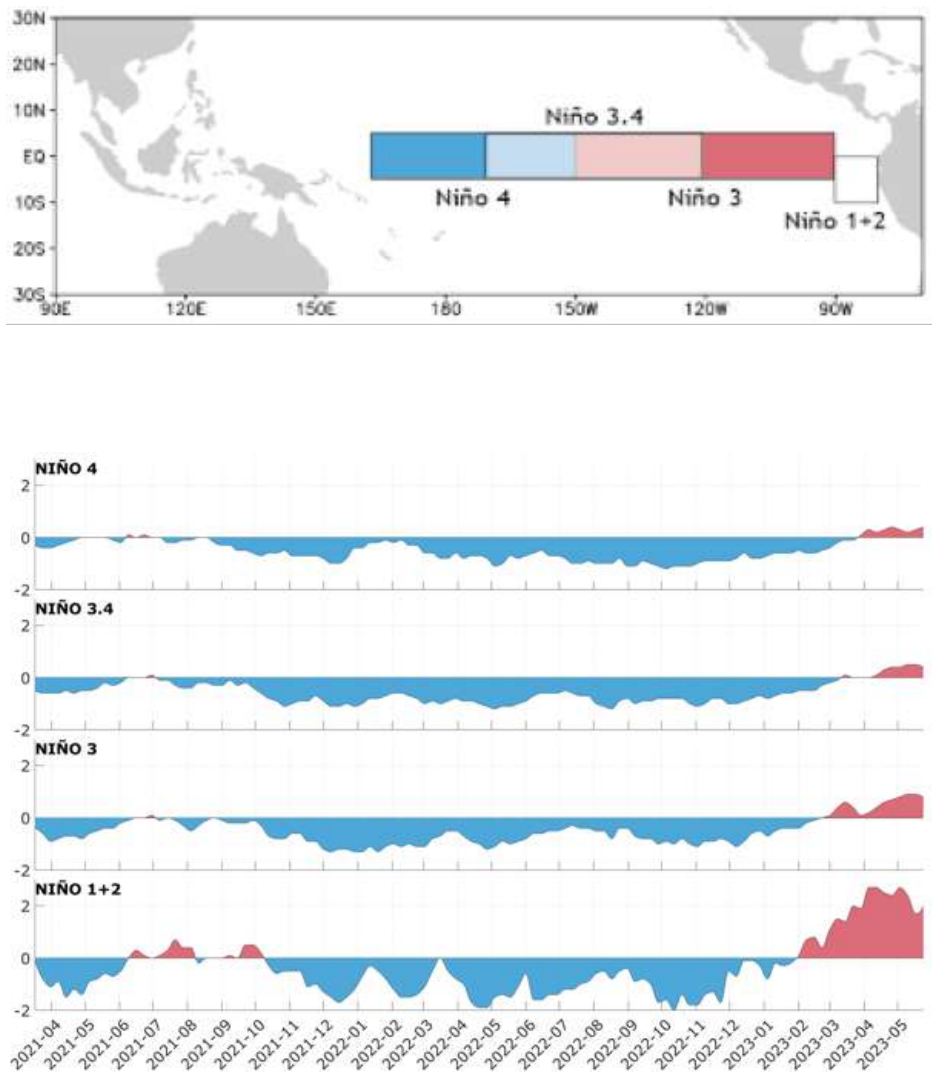 30N
20N
10N
EQ
10S
20S
30S
Niño 3.4
Niño 4
Niño 3
Niño 1+2
90E 120E 150E 180 150W 120W 90W
NIÑO 4
2
0
-2
NIÑO 3.4
2
0
-2
NIÑO 3
2
0
-2
NIÑO 1+2
2
0
-2
2021-04 2021-05 2021-06 2021-07 2021-08 2021-09 2021-10 2021-11 2021-12 2022-01 2022-02 2022-03 2022-04 2022-05 2022-06 2022-07 2022-08 2022-09 2022-10 2022-11 2022-12 2023-01 2023-02 2023-03 2023-04 2023-05